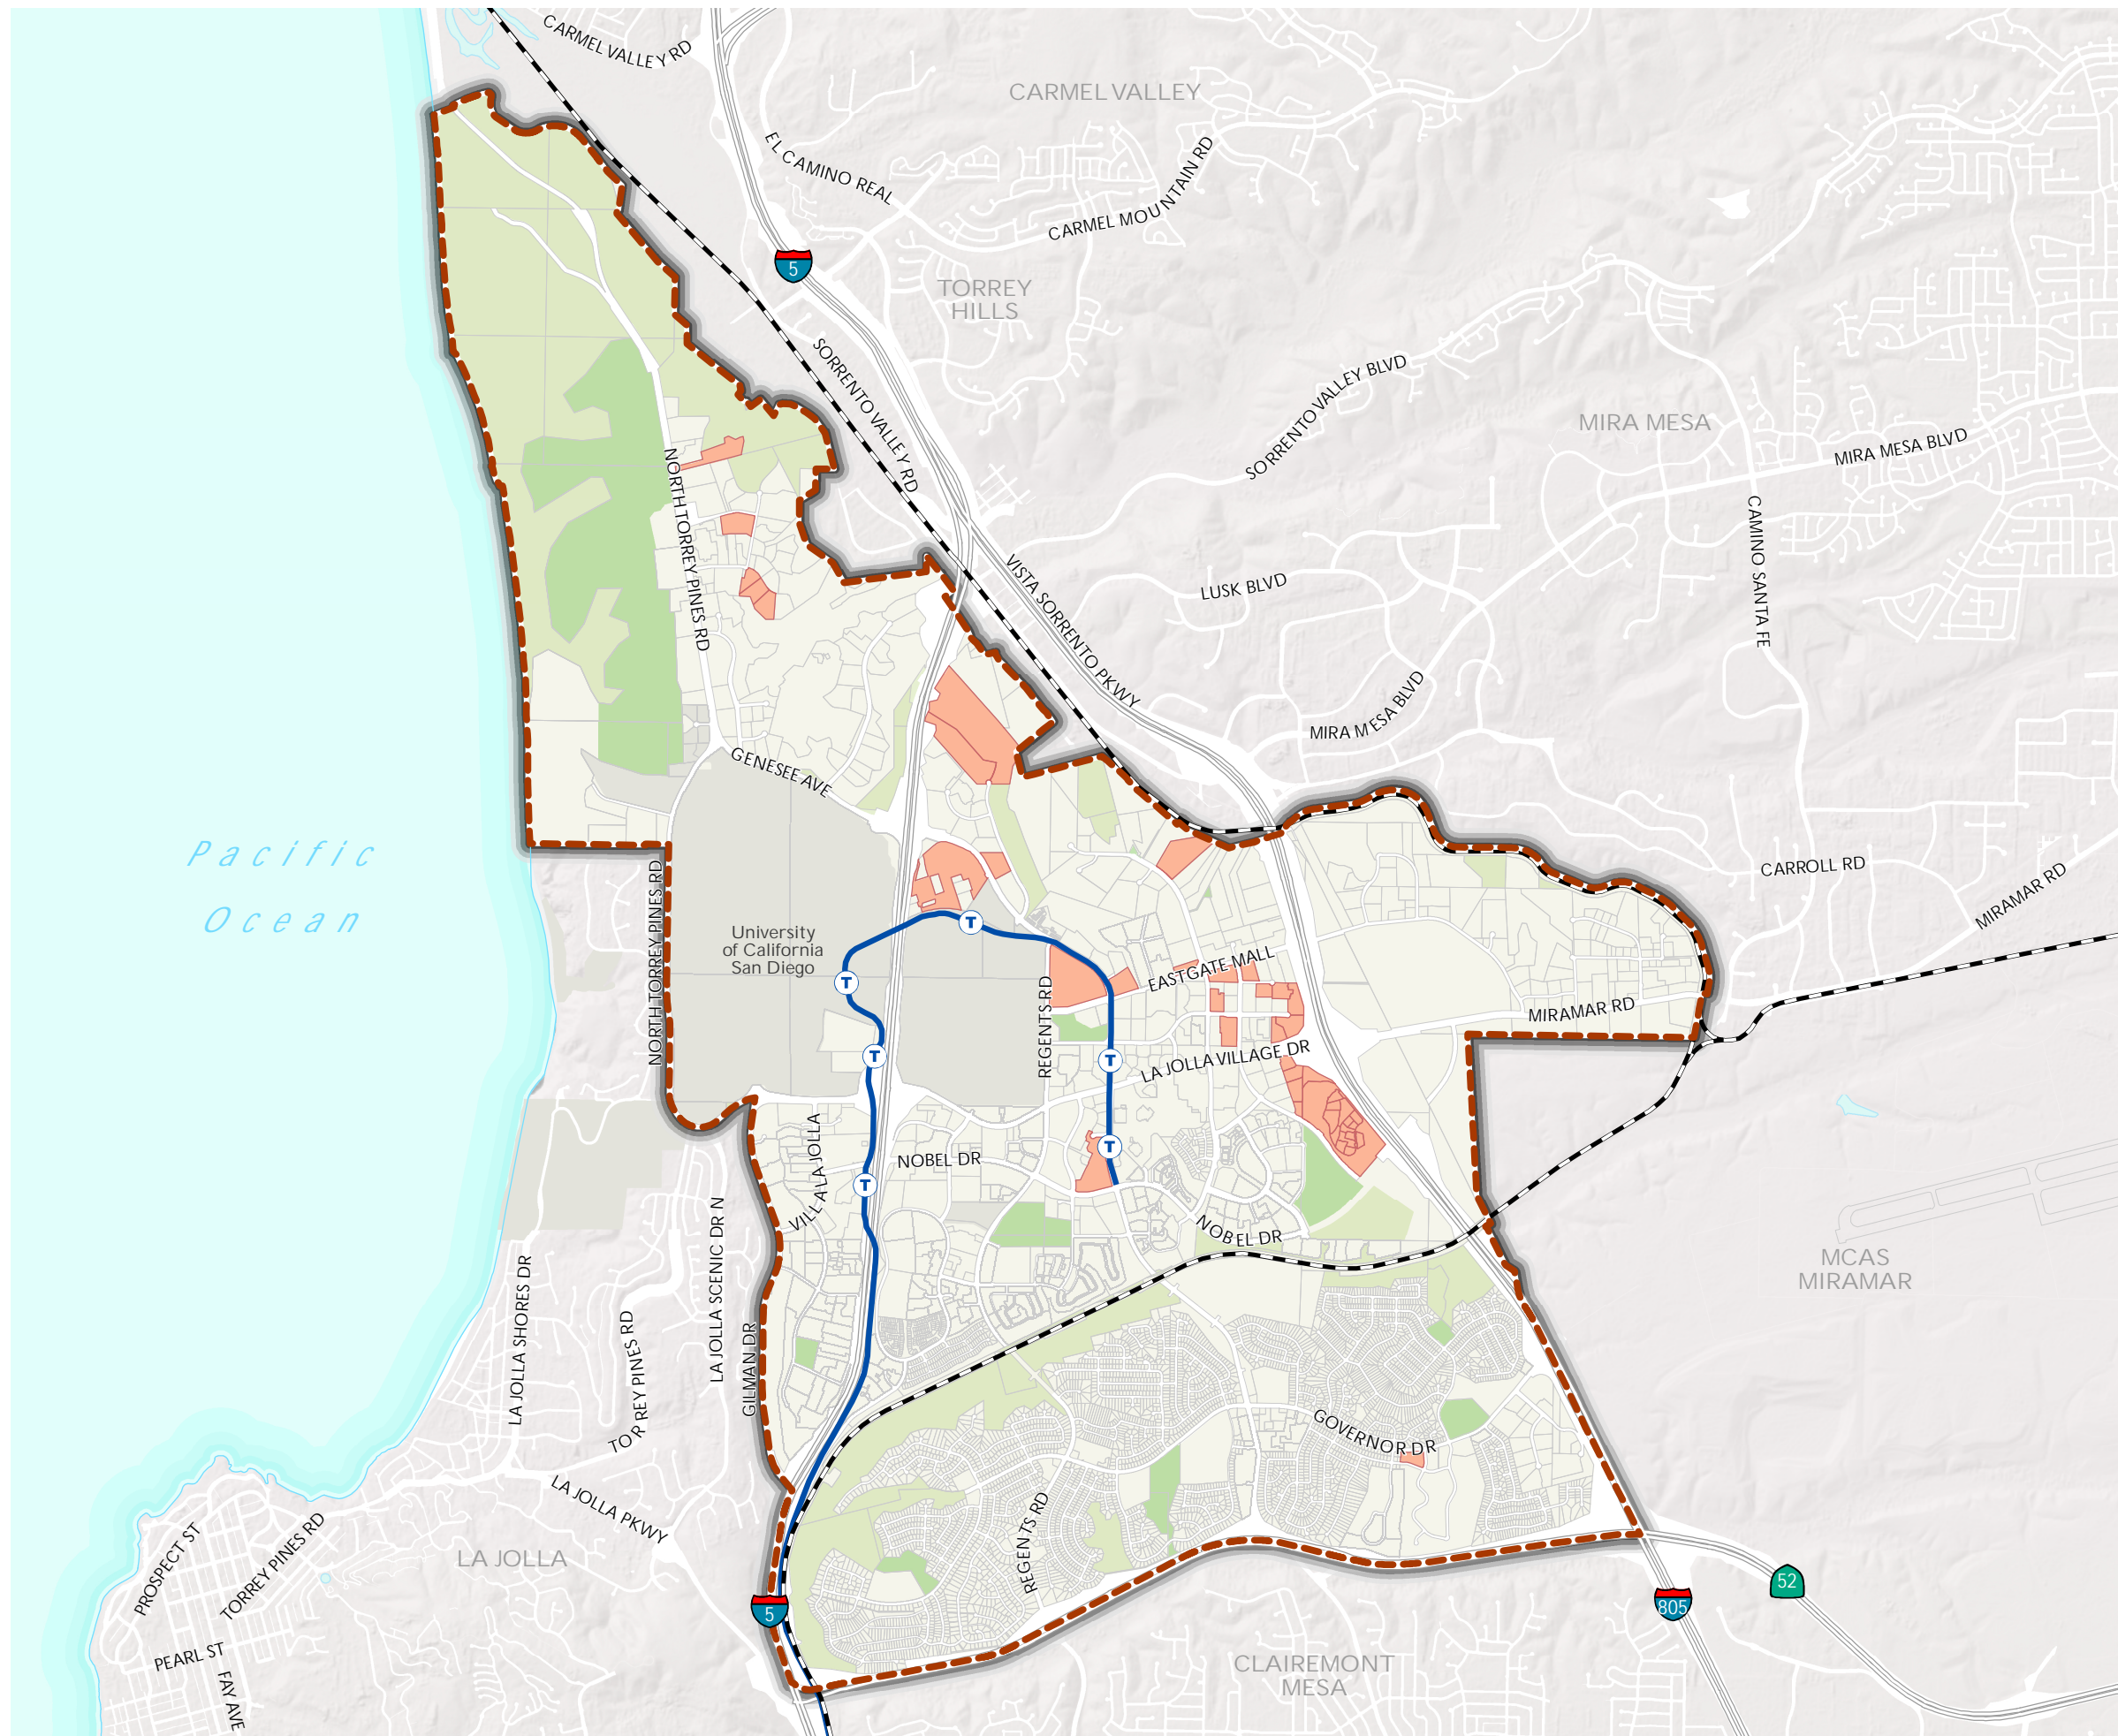 CARMEL VALLEY RD
CARMEL VALLEY
EL CAMINO REAL
CARMEL MOUNTAIN RD
5
TORREY
HILLS
SORRENTO VALLEY RD
SORRENTO VALLEY BLVD
MIRA MESA
MIRA MESA BLVD
NORTH TORREY PINES RD
CAMINO SANTA FE
VISTA SORRENTO PKWY
LUSK BLVD
MIRA MESA BLVD
GENESEE AVE
Pacific
Ocean
CARROLL RD
MIRAMAR RD
NORTH TORREY PINES RD
University
of California
San Diego
T
T
T
T
T
T
REGENTS RD
EASTGATE MALL
MIRAMAR RD
LA JOLLA VILLAGE DR
VILLA LA JOLLA
NOBEL DR
NOBEL DR
MCAS
MIRAMAR
LA JOLLA SHORES DR
TORREY PINES RD
LA JOLLA SCENIC DR N
GILMAN DR
GOVERNOR DR
REGENTS RD
LA JOLLA PKWY
LA JOLLA
PROSPECT ST
TORREY PINES RD
PEARL ST
FAY AVE
5
805
52
CLAIREMONT
MESA